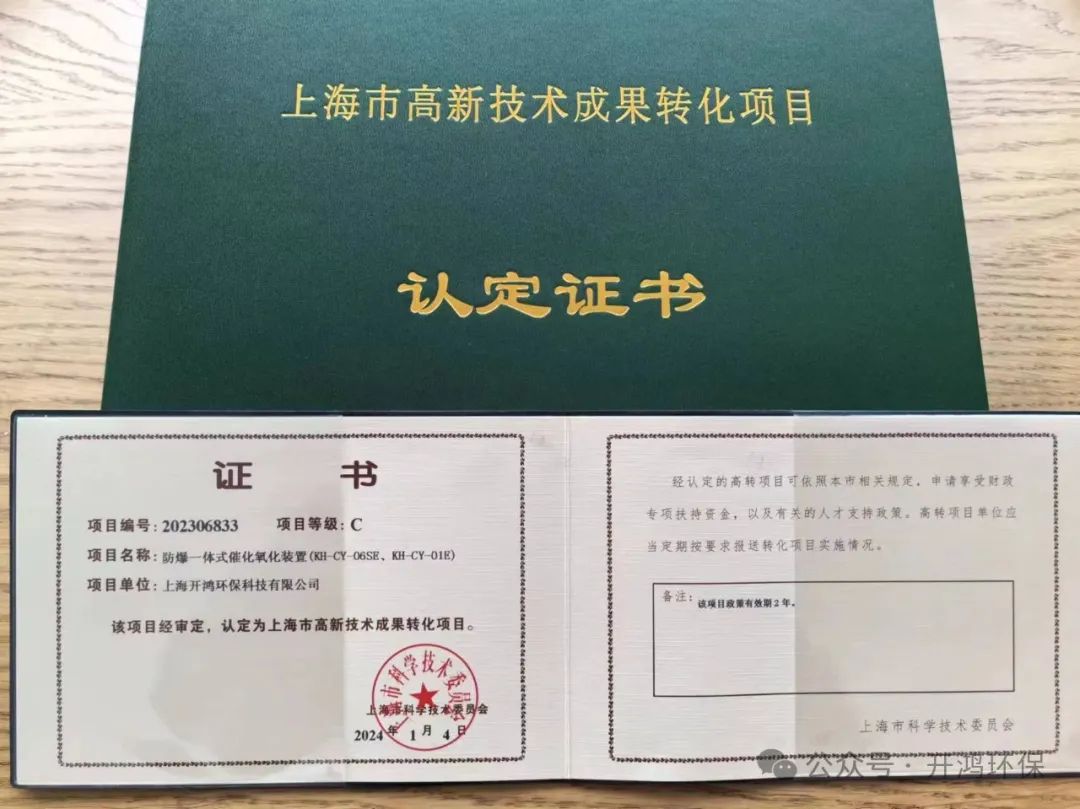 上海市高新技术成果转化项目
认定证书
证 书
项目编号: 202306833 项目等级: C
项目名称: 防爆一体式催化氧化装置(KH-CY-06SE、KH-CY-01E)
项目单位: 上海开鸿环保科技有限公司
该项目经审定，认定为上海市高新技术成果转化项目。
上海市科学技术委员会
上海市科学技术委员会
2024年1月4日
经认定的高转项目可依照本市相关规定，申请享受财政
专项扶持资金，以及有关的人才支持政策。高转项目单位应
当定期按要求报送转化项目实施情况。
备注: 该项目政策有效期2年。
上海市科学技术委员会
公众号·开鸿环保